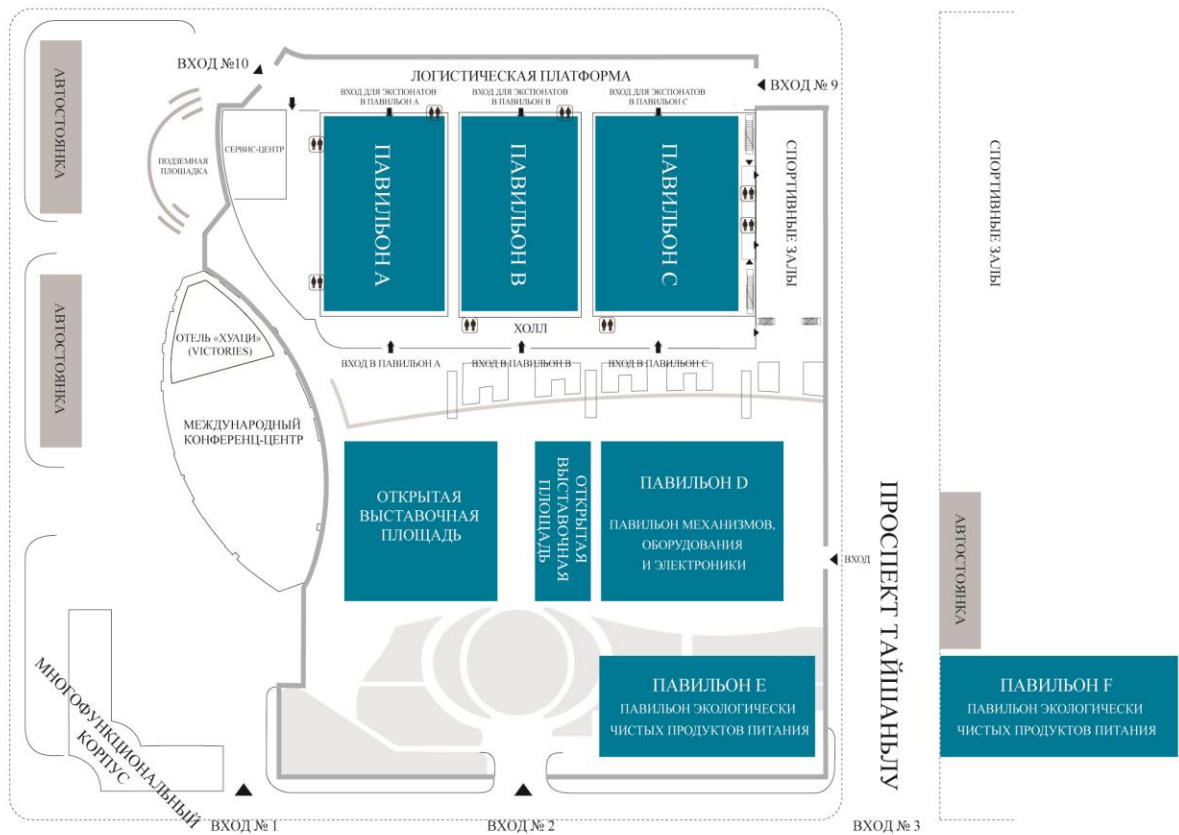 ВХОД №10
ЛОГИСТИЧЕСКАЯ ПЛАТФОРМА
ВХОД № 9
ВХОД ДЛЯ ЭКСПОНАТОВ
В ПАВИЛЬОН А
ВХОД ДЛЯ ЭКСПОНАТОВ
В ПАВИЛЬОН В
ВХОД ДЛЯ ЭКСПОНАТОВ
В ПАВИЛЬОН С
АВТОСТОЯНКА
ПОДЗЕМНАЯ
ПЛОЩАДКА
СЕРВИС-ЦЕНТР
ПАВИЛЬОН А
ПАВИЛЬОН В
ПАВИЛЬОН С
СПОРТИВНЫЕ ЗАЛЫ
СПОРТИВНЫЕ ЗАЛЫ
АВТОСТОЯНКА
ОТЕЛЬ «ХУАЦИ»
(VICTORIES)
ХОЛЛ
ВХОД В ПАВИЛЬОН А
ВХОД В ПАВИЛЬОН В
ВХОД В ПАВИЛЬОН С
МЕЖДУНАРОДНЫЙ
КОНФЕРЕНЦ-ЦЕНТР
ОТКРЫТАЯ
ВЫСТАВОЧНАЯ
ПЛОЩАДЬ
ОТКРЫТАЯ
ВЫСТАВОЧНАЯ
ПЛОЩАДЬ
ПАВИЛЬОН D
ПАВИЛЬОН МЕХАНИЗМОВ,
ОБОРУДОВАНИЯ
И ЭЛЕКТРОНИКИ
ВХОД
ПРОСПЕКТ ТАЙШАНЬЛУ
АВТОСТОЯНКА
ПАВИЛЬОН E
ПАВИЛЬОН ЭКОЛОГИЧЕСКИ
ЧИСТЫХ ПРОДУКТОВ ПИТАНИЯ
ПАВИЛЬОН F
ПАВИЛЬОН ЭКОЛОГИЧЕСКИ
ЧИСТЫХ ПРОДУКТОВ ПИТАНИЯ
МНОГОФУНКЦИОНАЛЬНЫЙ
КОРПУС
ВХОД № 1
ВХОД № 2
ВХОД № 3